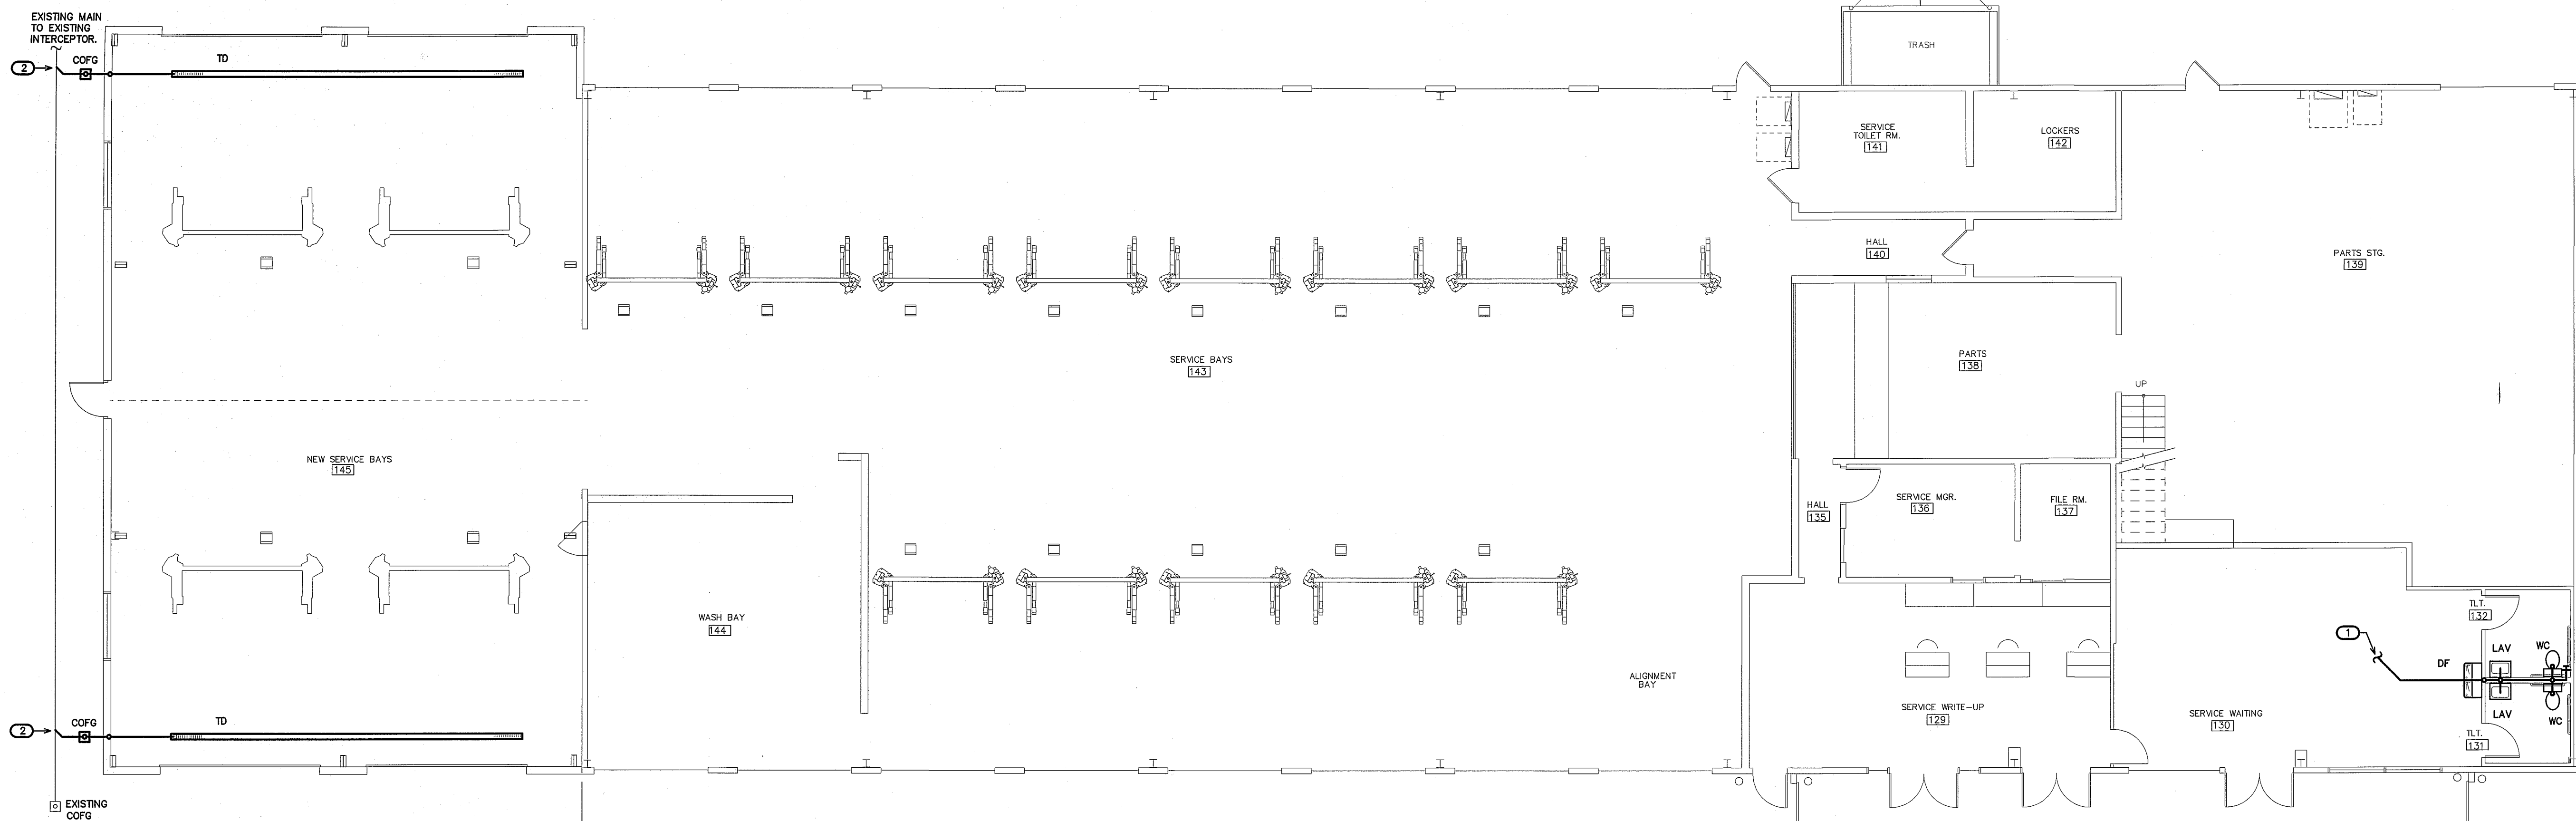 EXISTING MAIN
TO EXISTING
INTERCEPTOR.
2
COFG
TD
TRASH
SERVICE
TOILET RM.
141
LOCKERS
142
HALL
140
PARTS STG.
139
SERVICE BAYS
143
PARTS
138
UP
NEW SERVICE BAYS
145
HALL
135
SERVICE MGR.
136
FILE RM.
137
WASH BAY
144
ALIGNMENT
BAY
SERVICE WRITE-UP
129
SERVICE WAITING
130
1
DF
TLT.
132
LAV
WC
LAV
WC
TLT.
131
2
COFG
TD
EXISTING
COFG